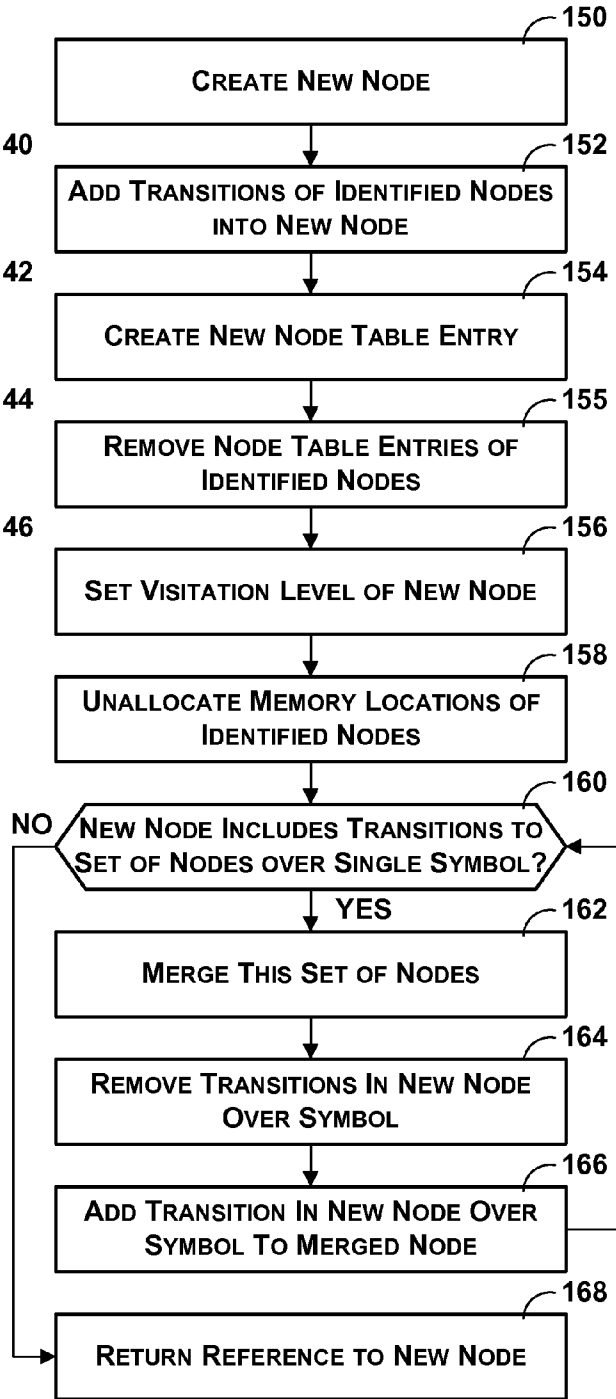 150
CREATE NEW NODE
40
152
ADD TRANSITIONS OF IDENTIFIED NODES
INTO NEW NODE
42
154
CREATE NEW NODE TABLE ENTRY
44
155
REMOVE NODE TABLE ENTRIES OF
IDENTIFIED NODES
46
156
SET VISITATION LEVEL OF NEW NODE
158
UNALLOCATE MEMORY LOCATIONS OF
IDENTIFIED NODES
160
NO
NEW NODE INCLUDES TRANSITIONS TO
SET OF NODES OVER SINGLE SYMBOL?
YES
162
MERGE THIS SET OF NODES
164
REMOVE TRANSITIONS IN NEW NODE
OVER SYMBOL
166
ADD TRANSITION IN NEW NODE OVER
SYMBOL TO MERGED NODE
168
RETURN REFERENCE TO NEW NODE